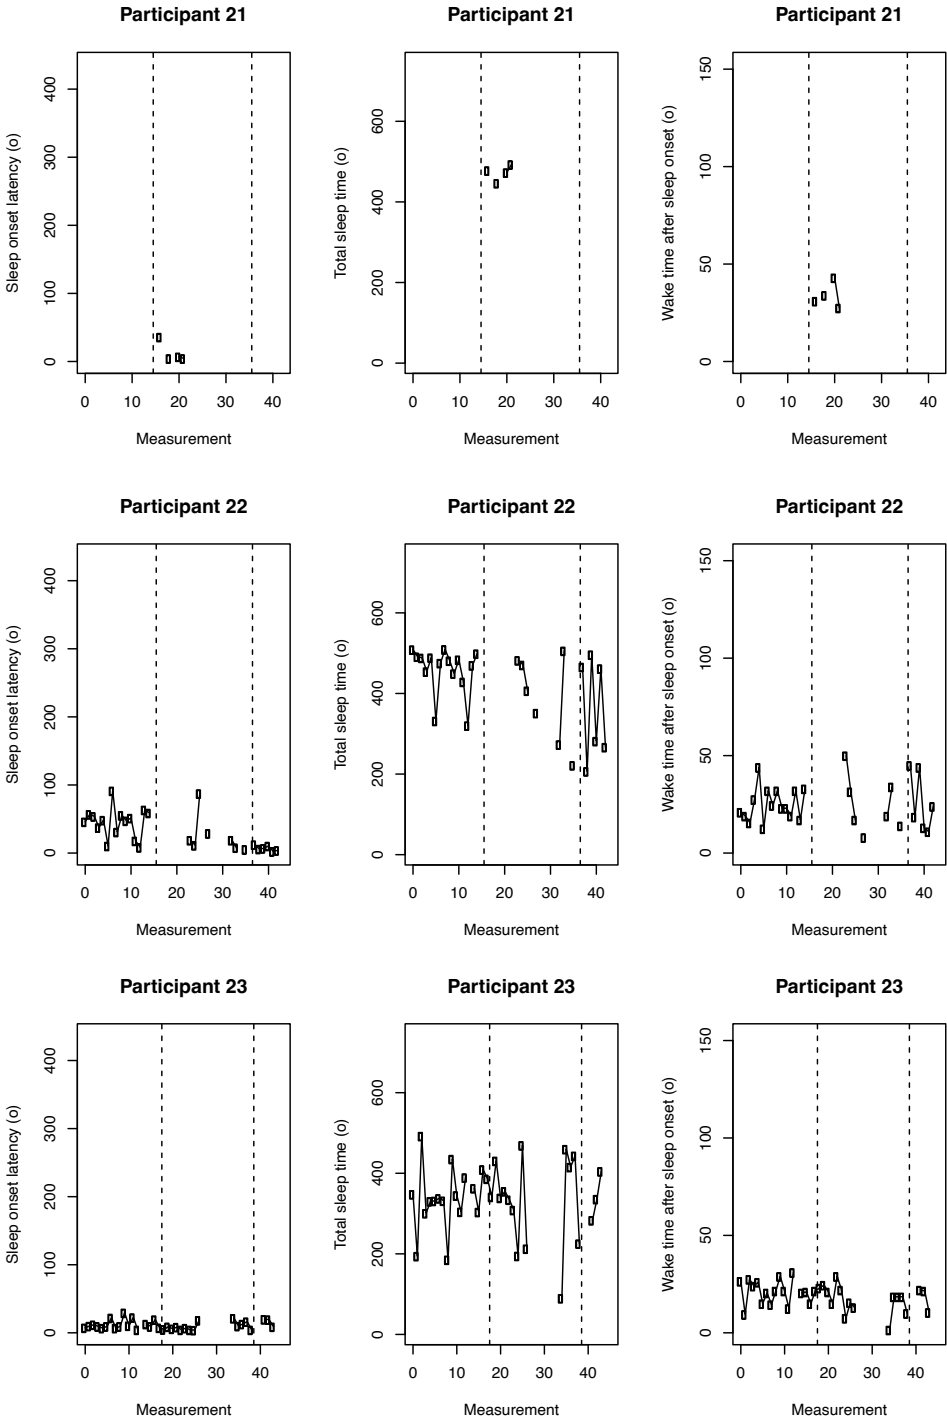 Participant 21 Participant 21 Participant 21
Sleep onset latency (o)
0 100 200 300 400
0 10 20 30 40
Measurement
Total sleep time (o)
0 200 400 600
0 10 20 30 40
Measurement
Wake time after sleep onset (o)
0 50 100 150
0 10 20 30 40
Measurement
Participant 22 Participant 22 Participant 22
Sleep onset latency (o)
0 100 200 300 400
0 10 20 30 40
Measurement
Total sleep time (o)
0 200 400 600
0 10 20 30 40
Measurement
Wake time after sleep onset (o)
0 50 100 150
0 10 20 30 40
Measurement
Participant 23 Participant 23 Participant 23
Sleep onset latency (o)
0 100 200 300 400
0 10 20 30 40
Measurement
Total sleep time (o)
0 200 400 600
0 10 20 30 40
Measurement
Wake time after sleep onset (o)
0 50 100 150
0 10 20 30 40
Measurement